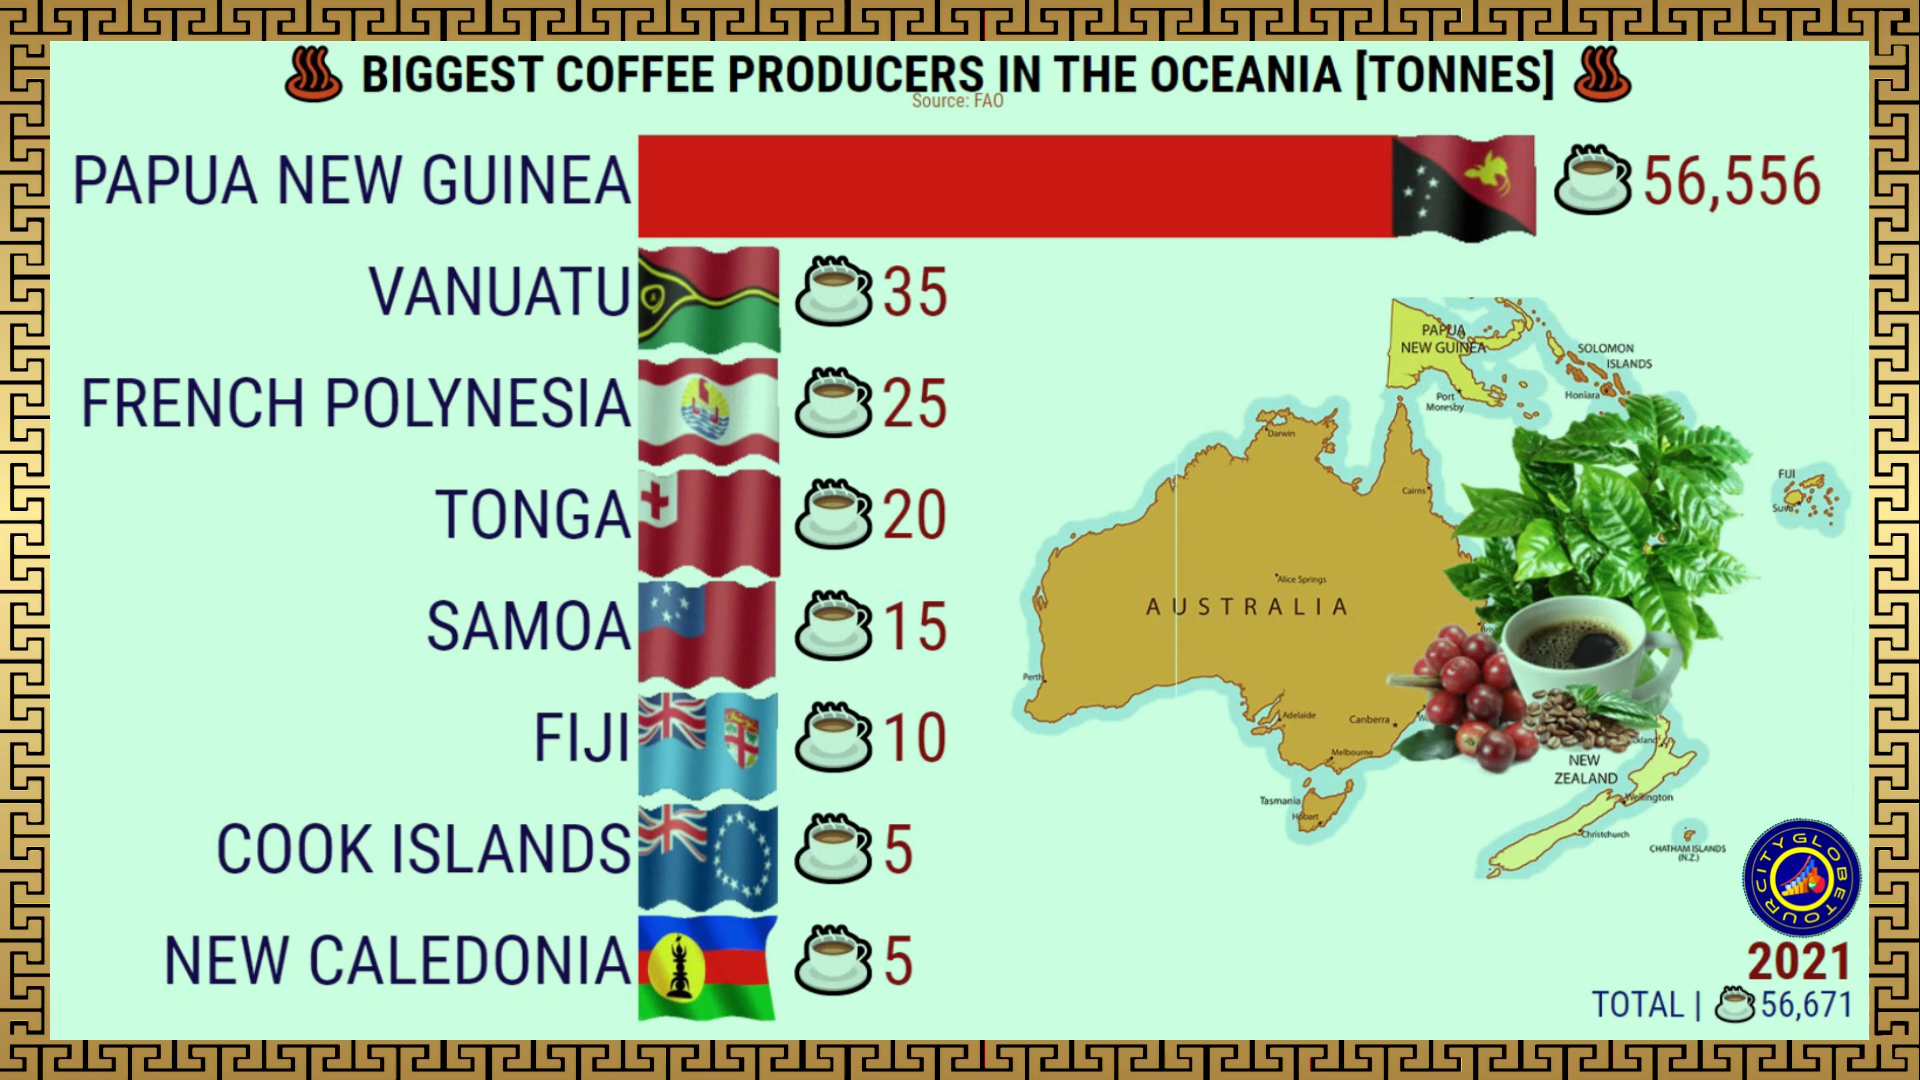 BIGGEST COFFEE PRODUCERS IN THE OCEANIA [TONNES]
Source: FAO
PAPUA NEW GUINEA 56,556
VANUATU 35
FRENCH POLYNESIA 25
TONGA 20
SAMOA 15
FIJI 10
COOK ISLANDS 5
NEW CALEDONIA 5
PAPUA
NEW GUINEA
SOLOMON
ISLANDS
Port
Moresby
Honiara
Darwin
Cairns
FIJI
Suva
Alice Springs
AUSTRALIA
Perth
Adelaide
Canberra
Melbourne
NEW
ZEALAND
Tasmania
Hobart
Wellington
Christchurch
CHATHAM ISLANDS
(N.Z.)
CITYGLOBETOUR
2021
TOTAL | 56,671